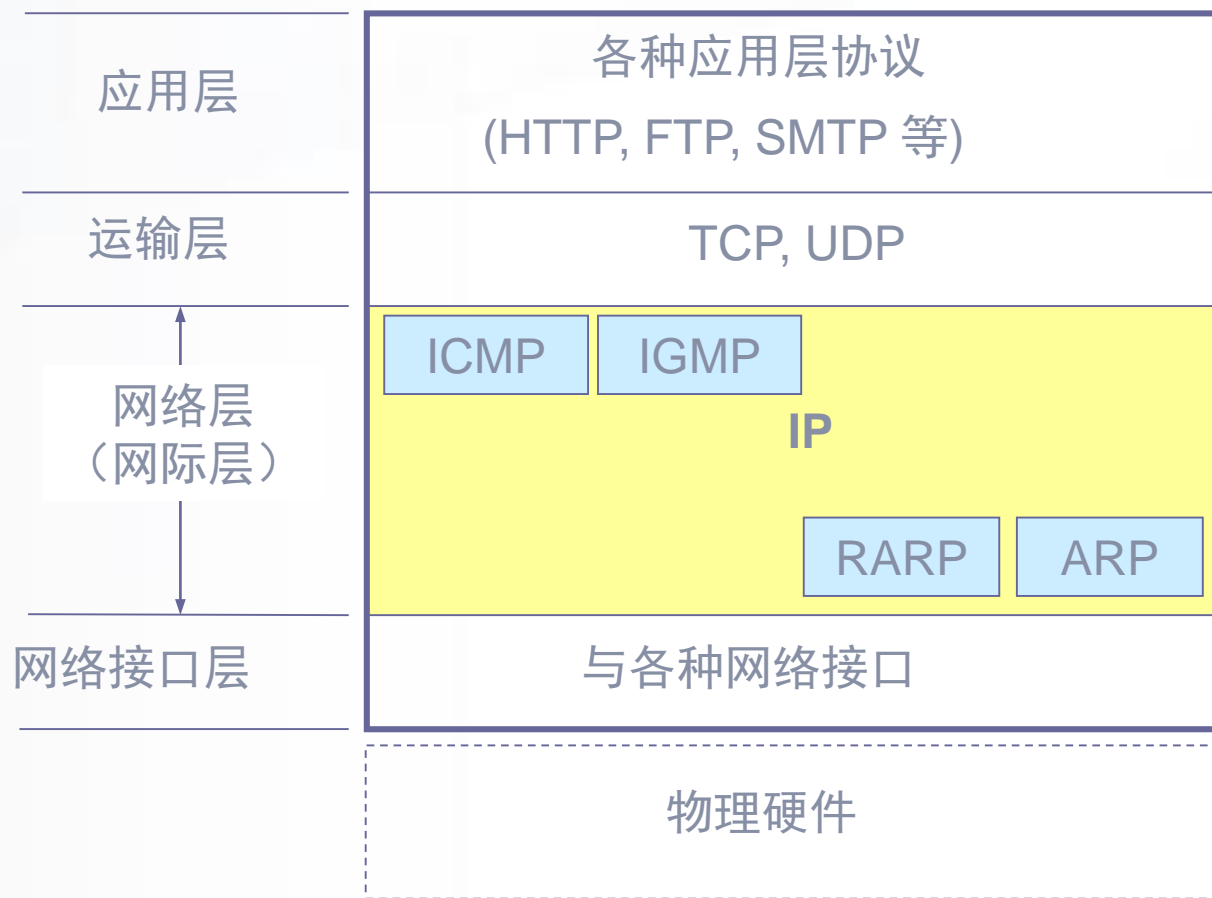 应用层
各种应用层协议
(HTTP, FTP, SMTP 等)
运输层
TCP, UDP
网络层
（网际层）
ICMP
IGMP
IP
RARP
ARP
网络接口层
与各种网络接口
物理硬件